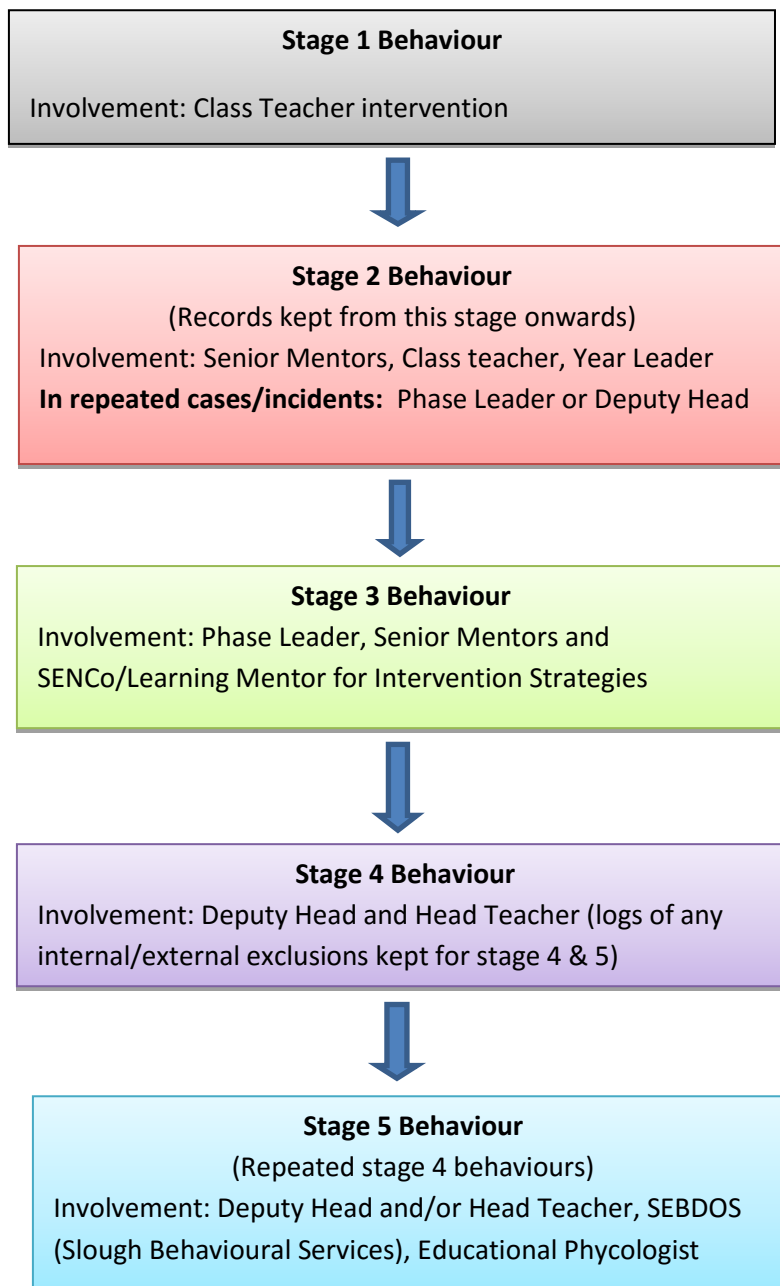 Stage 1 Behaviour
Involvement: Class Teacher intervention
Stage 2 Behaviour
(Records kept from this stage onwards)
Involvement: Senior Mentors, Class teacher, Year Leader
In repeated cases/incidents: Phase Leader or Deputy Head
Stage 3 Behaviour
Involvement: Phase Leader, Senior Mentors and
SENCo/Learning Mentor for Intervention Strategies
Stage 4 Behaviour
Involvement: Deputy Head and Head Teacher (logs of any
internal/external exclusions kept for stage 4 & 5)
Stage 5 Behaviour
(Repeated stage 4 behaviours)
Involvement: Deputy Head and/or Head Teacher, SEBDOS
(Slough Behavioural Services), Educational Phycologist